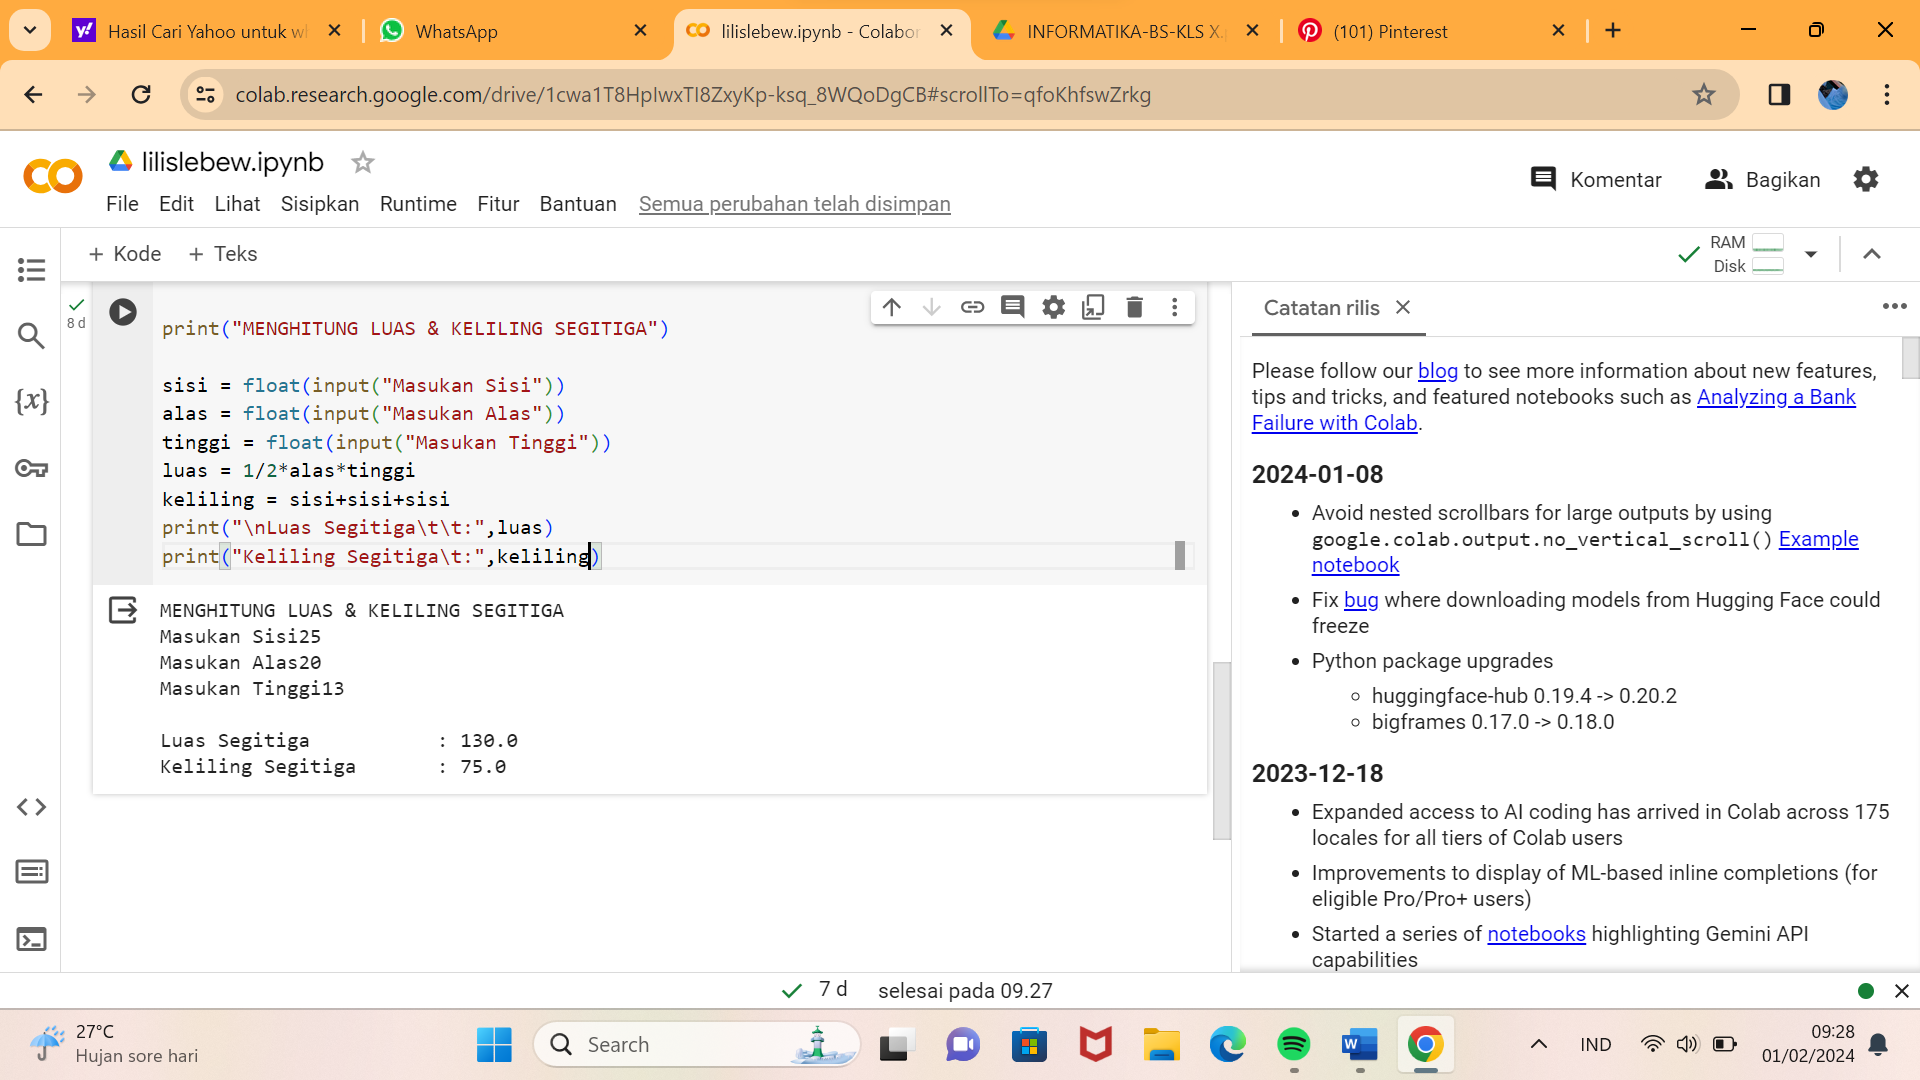 Hasil Cari Yahoo untuk wl
WhatsApp
lilislebew.ipynb - Colabor
INFORMATIKA-BS-KLS X.
(101) Pinterest
colab.research.google.com/drive/1cwa1T8HpIwxTI8ZxyKp-ksq_8WQoDgCB#scrollTo=qfoKhfswZrkg
lilislebew.ipynb
Komentar
Bagikan
File Edit Lihat Sisipkan Runtime Fitur Bantuan Semua perubahan telah disimpan
+ Kode + Teks
RAM
Disk
8 d
print("MENGHITUNG LUAS & KELILING SEGITIGA")
sisi = float(input("Masukan Sisi"))
alas = float(input("Masukan Alas"))
tinggi = float(input("Masukan Tinggi"))
luas = 1/2*alas*tinggi
keliling = sisi+sisi+sisi
print("\nLuas Segitiga\t\t:",luas)
print("Keliling Segitiga\t:",keliling)
MENGHITUNG LUAS & KELILING SEGITIGA
Masukan Sisi25
Masukan Alas20
Masukan Tinggi13
Luas Segitiga : 130.0
Keliling Segitiga : 75.0
Catatan rilis
Please follow our blog to see more information about new features,
tips and tricks, and featured notebooks such as Analyzing a Bank
Failure with Colab.
2024-01-08
• Avoid nested scrollbars for large outputs by using
google.colab.output.no_vertical_scroll() Example
notebook
• Fix bug where downloading models from Hugging Face could
freeze
• Python package upgrades
◦ huggingface-hub 0.19.4 -> 0.20.2
◦ bigframes 0.17.0 -> 0.18.0
2023-12-18
• Expanded access to AI coding has arrived in Colab across 175
locales for all tiers of Colab users
• Improvements to display of ML-based inline completions (for
eligible Pro/Pro+ users)
• Started a series of notebooks highlighting Gemini API
capabilities
7 d selesai pada 09.27
27°C
Hujan sore hari
Search
IND
09:28
01/02/2024